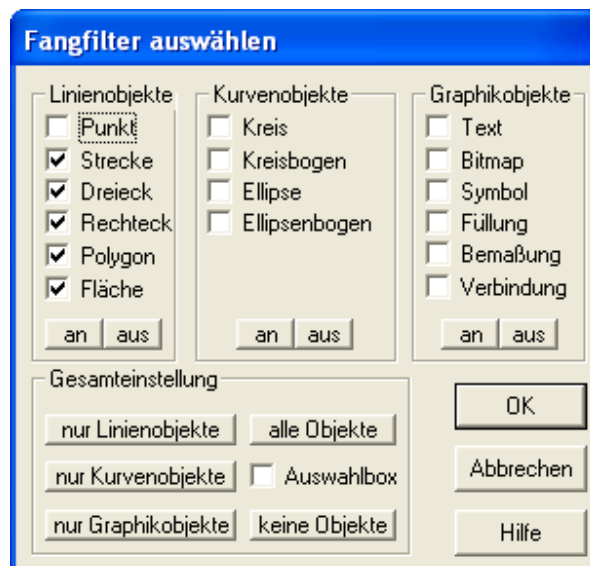 Fangfilter auswählen
Linienobjekte
Punkt
Strecke
Dreieck
Rechteck
Polygon
Fläche
an aus
Kurvenobjekte
Kreis
Kreisbogen
Ellipse
Ellipsenbogen
an aus
Graphikobjekte
Text
Bitmap
Symbol
Füllung
Bemaßung
Verbindung
an aus
Gesamteinstellung
nur Linienobjekte alle Objekte
nur Kurvenobjekte Auswahlbox
nur Graphikobjekte keine Objekte
OK
Abbrechen
Hilfe